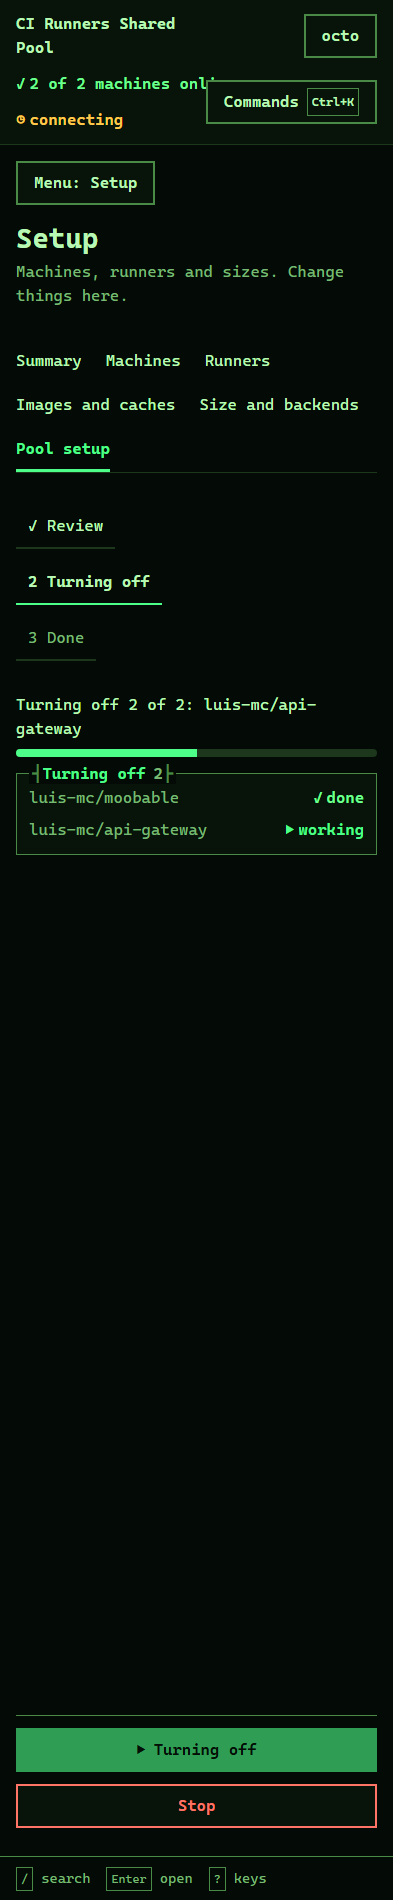 CI Runners Shared
Pool
octo
✓ 2 of 2 machines
Commands Ctrl+K
connecting
Menu: Setup
Setup
Machines, runners and sizes. Change
things here.
Summary Machines Runners
Images and caches Size and backends
Pool setup
✓ Review
2 Turning off
3 Done
Turning off 2 of 2: luis-mc/api-
gateway
Turning off 2
luis-mc/moobable ✓ done
luis-mc/api-gateway ▶ working
▶ Turning off
Stop
/ search Enter open ? keys